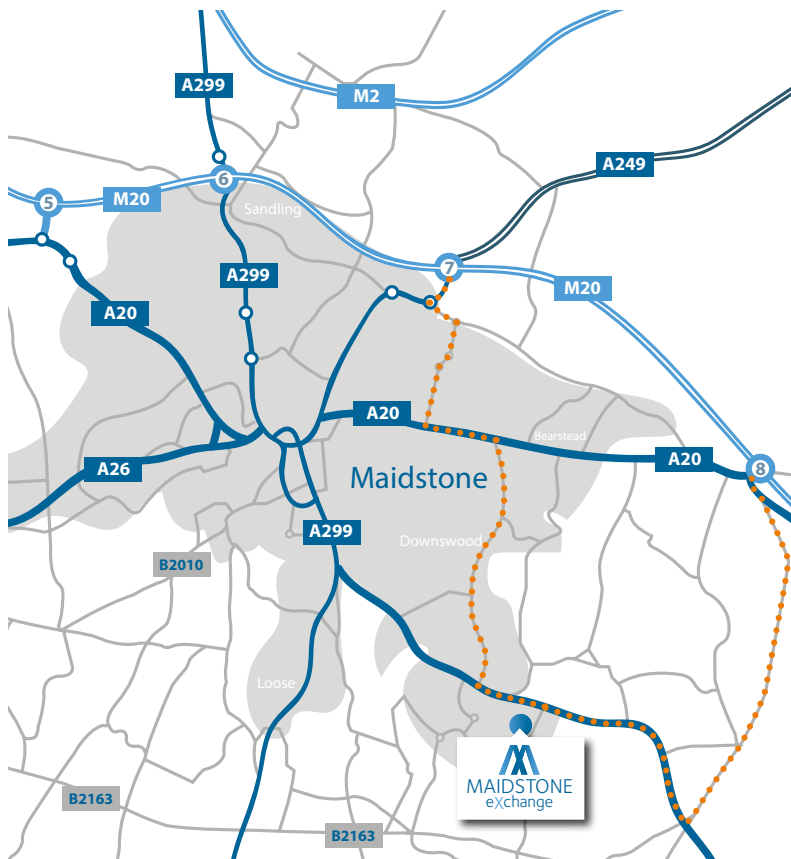 A299
M2
A249
6
5
M20
Sandling
7
A299
M20
A20
A20
Bearstead
A20
8
A26
Maidstone
A299
Downswood
B2010
Loose
MAIDSTONE
eXchange
B2163
B2163